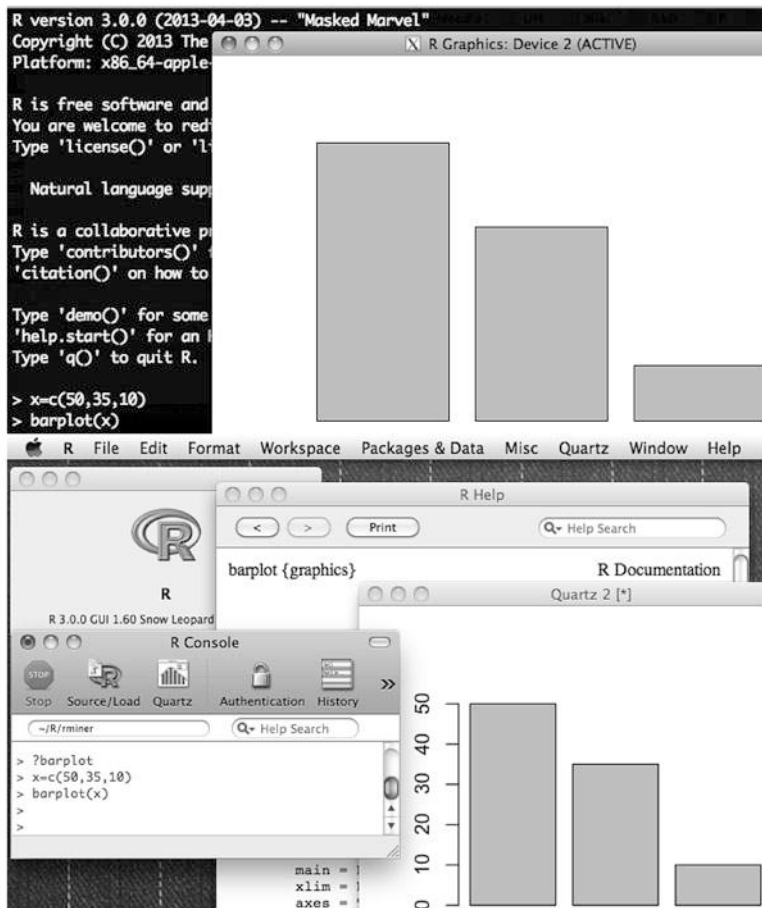 R version 3.0.0 (2013-04-03) -- "Masked Marvel"
Copyright (C) 2013 The
Platform: x86_64-apple-
R Graphics: Device 2 (ACTIVE)
R is free software and
You are welcome to redi
Type 'license()' or 'li
Natural language supp
R is a collaborative pr
Type 'contributors()' f
'citation()' on how to
Type 'demo()' for some
'help.start()' for an H
Type 'q()' to quit R.
> x=c(50,35,10)
> barplot(x)
R File Edit Format Workspace Packages & Data Misc Quartz Window Help
R Help
< > Print Help Search
barplot {graphics} R Documentation
R
R 3.0.0 GUI 1.60 Snow Leopard
Quartz 2 [*]
R Console
STOP
Stop Source/Load Quartz Authentication History »
~/R/rminer Help Search
> ?barplot
> x=c(50,35,10)
> barplot(x)
>
>
50
40
30
20
10
0
main =
xlim =
axes =